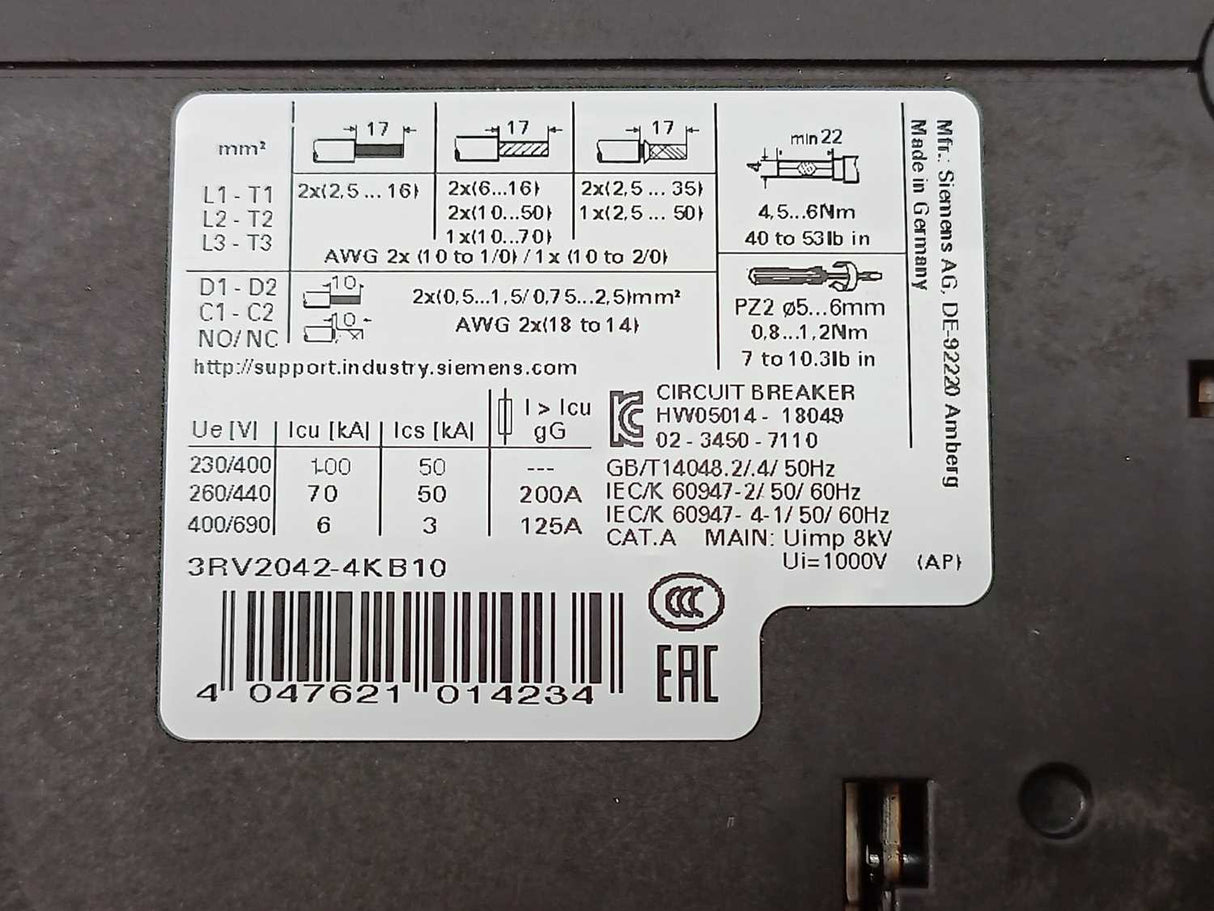 mm²
17
17
17
min 22
4
L1 - T1
L2 - T2
L3 - T3
2x(2,5 ... 16)
2x(6...16)
2x(10...50)
1x(10...70)
2x(2,5 ... 35)
1x(2,5 ... 50)
AWG 2x (10 to 1/0) / 1x (10 to 2/0)
4,5...6Nm
40 to 53lb in
D1 - D2
C1 - C2
NO/ NC
10
10
2x(0,5...1,5/ 0,75...2,5)mm²
AWG 2x(18 to 14)
PZ2 ø5...6mm
0,8...1,2Nm
7 to 10.3lb in
http://support.industry.siemens.com
Ue [V] Icu [kA] Ics [kA] I > Icu gG
230/400 100 50 ---
260/440 70 50 200A
400/690 6 3 125A
CIRCUIT BREAKER
HW05014 - 18049
02 - 3450 - 7110
GB/T14048.2/.4/ 50Hz
IEC/K 60947-2/ 50/ 60Hz
IEC/K 60947- 4-1/ 50/ 60Hz
CAT.A MAIN: Uimp 8kV
Ui=1000V (AP)
3RV2042-4KB10
4 047621 014234
CCC
EAC
Mfr.: Siemens AG, DE-92220 Amberg
Made in Germany